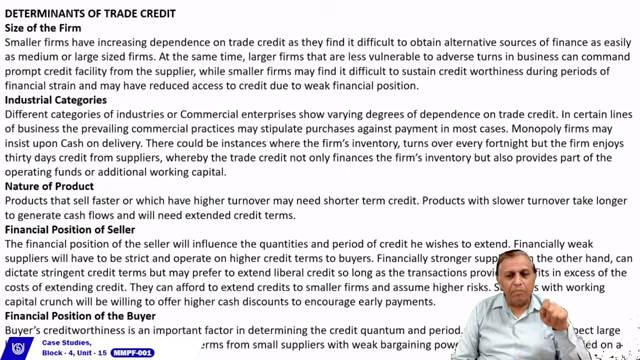 DETERMINANTS OF TRADE CREDIT
Size of the Firm
Smaller firms have increasing dependence on trade credit as they find it difficult to obtain alternative sources of finance as easily
as medium or large sized firms. At the same time, larger firms that are less vulnerable to adverse turns in business can command
prompt credit facility from the supplier, while smaller firms may find it difficult to sustain credit worthiness during periods of
financial strain and may have reduced access to credit due to weak financial position.
Industrial Categories
Different categories of industries or Commercial enterprises show varying degrees of dependence on trade credit. In certain lines
of business the prevailing commercial practices may stipulate purchases against payment in most cases. Monopoly firms may
insist upon Cash on delivery. There could be instances where the firm's inventory, turns over every fortnight but the firm enjoys
thirty days credit from suppliers, whereby the trade credit not only finances the firm's inventory but also provides part of the
operating funds or additional working capital.
Nature of Product
Products that sell faster or which have higher turnover may need shorter term credit. Products with slower turnover take longer
to generate cash flows and will need extended credit terms.
Financial Position of Seller
The financial position of the seller will influence the quantities and period of credit he wishes to extend. Financially weak
suppliers will have to be strict and operate on higher credit terms to buyers. Financially stronger the other hand, can
dictate stringent credit terms but may prefer to extend liberal credit so long as the transactions in excess of the
costs of extending credit. They can afford to extend credits to smaller firms and assume higher risks. with working
capital crunch will be willing to offer higher cash discounts to encourage early payments.
Financial Position of the Buyer
Buyer's creditworthiness is an important factor in determining the credit quantum and period. large
from small suppliers with weak bargaining on a
Case Studies,
Block - 4, Unit - 15 MMPF-001